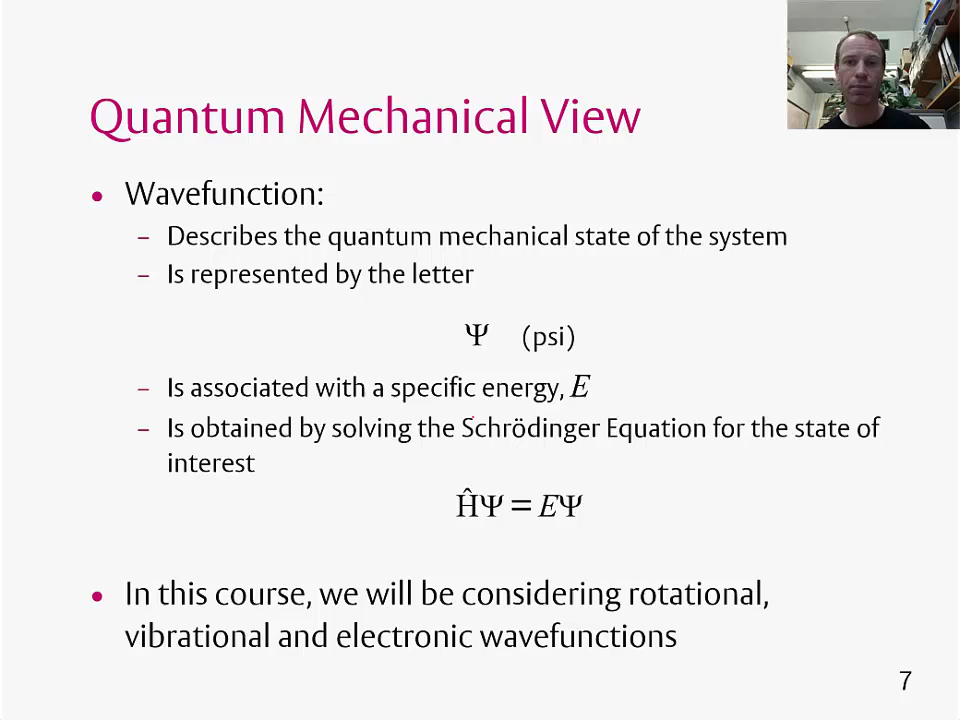 Quantum Mechanical View
• Wavefunction:
– Describes the quantum mechanical state of the system
– Is represented by the letter
Ψ (psi)
– Is associated with a specific energy, E
– Is obtained by solving the Schrödinger Equation for the state of
interest
ĤΨ = EΨ
• In this course, we will be considering rotational,
vibrational and electronic wavefunctions
7